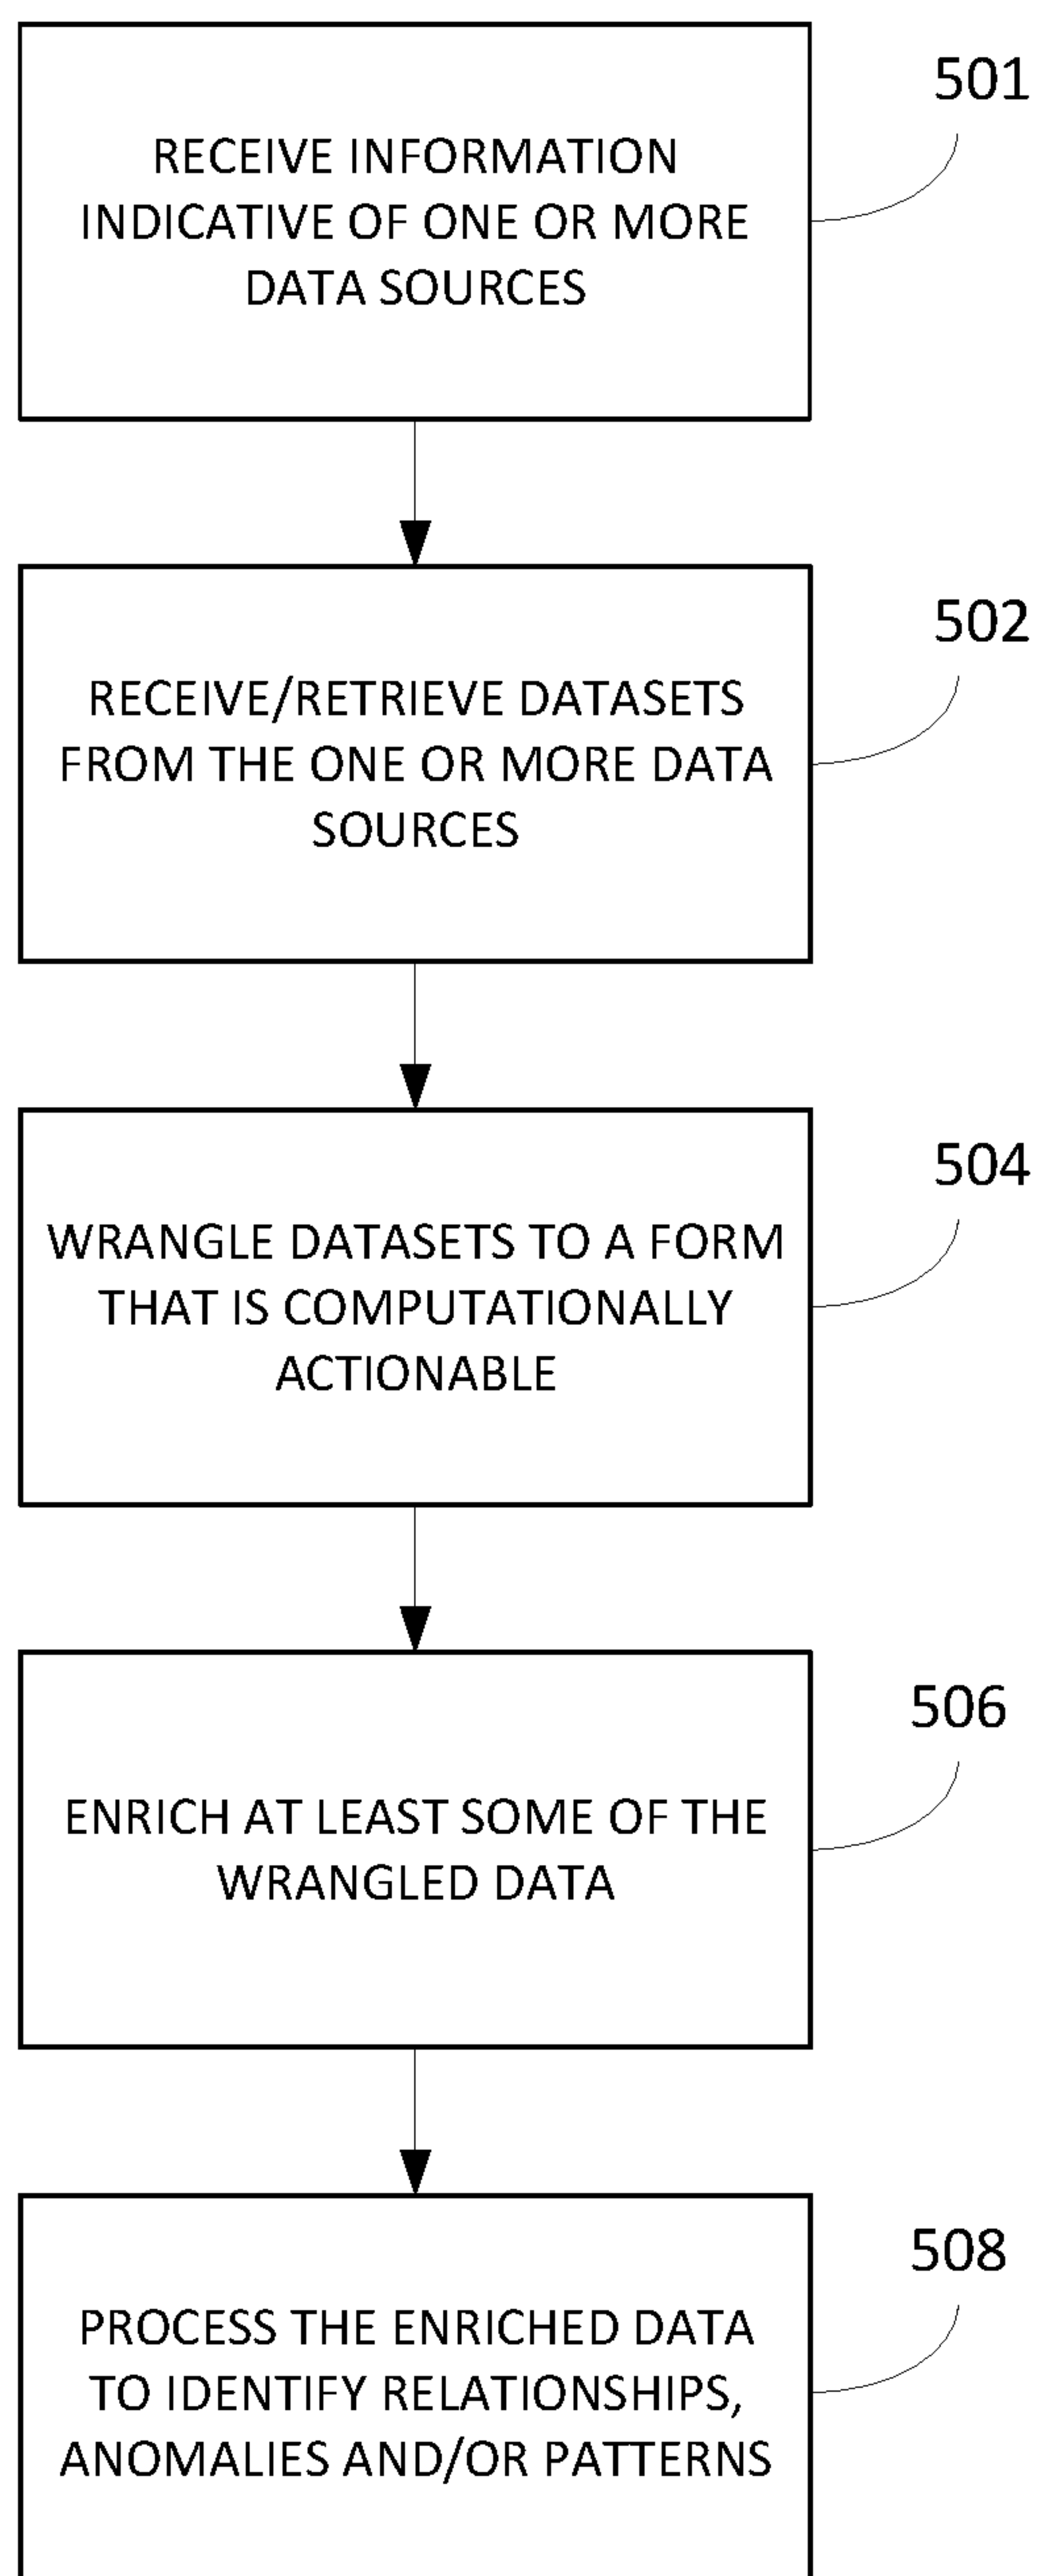 RECEIVE INFORMATION
INDICATIVE OF ONE OR MORE
DATA SOURCES
501
RECEIVE/RETRIEVE DATASETS
FROM THE ONE OR MORE DATA
SOURCES
502
WRANGLE DATASETS TO A FORM
THAT IS COMPUTATIONALLY
ACTIONABLE
504
ENRICH AT LEAST SOME OF THE
WRANGLED DATA
506
PROCESS THE ENRICHED DATA
TO IDENTIFY RELATIONSHIPS,
ANOMALIES AND/OR PATTERNS
508